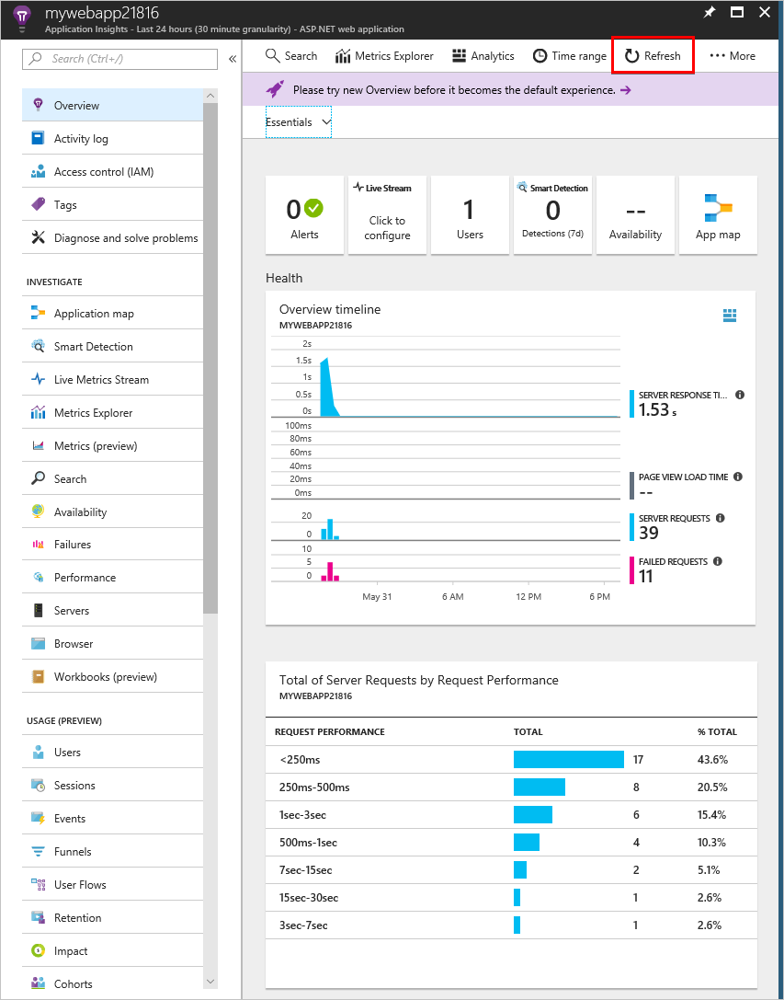 mywebapp21816
Application Insights - Last 24 hours (30 minute granularity) - ASP.NET web application
Search (Ctrl+/)
Overview
Activity log
Access control (IAM)
Tags
Diagnose and solve problems
INVESTIGATE
Application map
Smart Detection
Live Metrics Stream
Metrics Explorer
Metrics (preview)
Search
Availability
Failures
Performance
Servers
Browser
Workbooks (preview)
USAGE (PREVIEW)
Users
Sessions
Events
Funnels
User Flows
Retention
Impact
Cohorts
Search Metrics Explorer Analytics Time range Refresh ••• More
Please try new Overview before it becomes the default experience. →
Essentials
0
Alerts
Live Stream
Click to
configure
1
Users
Smart Detection
0
Detections (7d)
--
Availability
App map
Health
Overview timeline
MYWEBAPP21816
2s
1.5s
1s
0.5s
0s
SERVER RESPONSE TI...
1.53 s
100ms
80ms
60ms
40ms
20ms
0ms
PAGE VIEW LOAD TIME
--
20
0
SERVER REQUESTS
39
10
5
0
FAILED REQUESTS
11
May 31 6 AM 12 PM 6 PM
Total of Server Requests by Request Performance
MYWEBAPP21816
REQUEST PERFORMANCE TOTAL % TOTAL
<250ms 17 43.6%
250ms-500ms 8 20.5%
1sec-3sec 6 15.4%
500ms-1sec 4 10.3%
7sec-15sec 2 5.1%
15sec-30sec 1 2.6%
3sec-7sec 1 2.6%